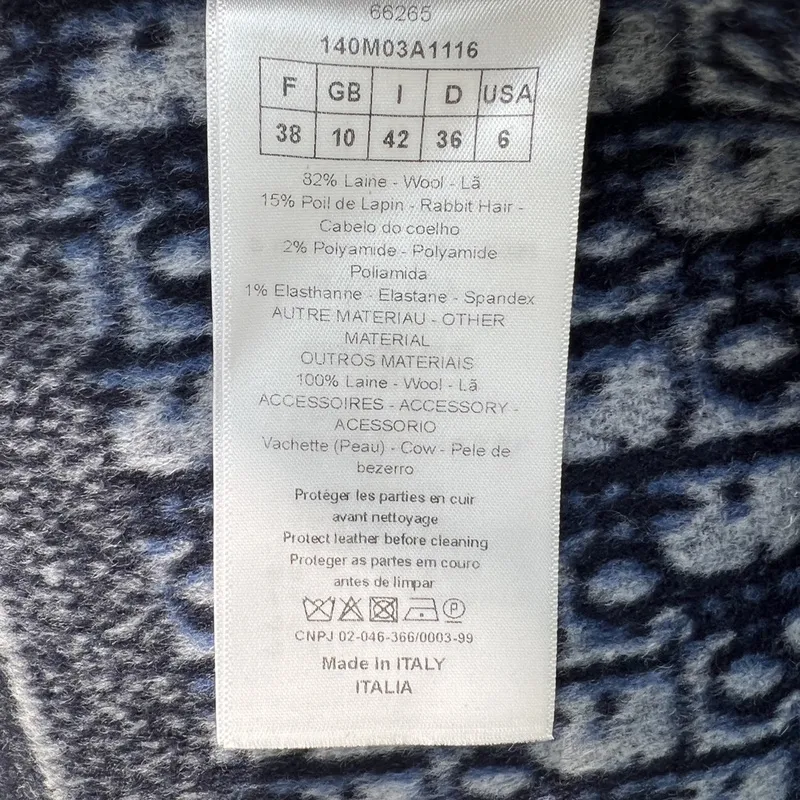 66265
140M03A1116
F GB I D USA
38 10 42 36 6
82% Laine - Wool - Lã
15% Poil de Lapin - Rabbit Hair -
Cabelo do coelho
2% Polyamide - Polyamide
Poliamida
1% Elasthanne - Elastane - Spandex
AUTRE MATERIAU - OTHER
MATERIAL
OUTROS MATERIAIS
100% Laine - Wool - Lã
ACCESSOIRES - ACCESSORY -
ACESSORIO
Vachette (Peau) - Cow - Pele de
bezerro
Protéger les parties en cuir
avant nettoyage
Protect leather before cleaning
Proteger as partes em couro
antes de limpar
P
CNPJ 02-046-366/0003-99
Made in ITALY
ITALIA